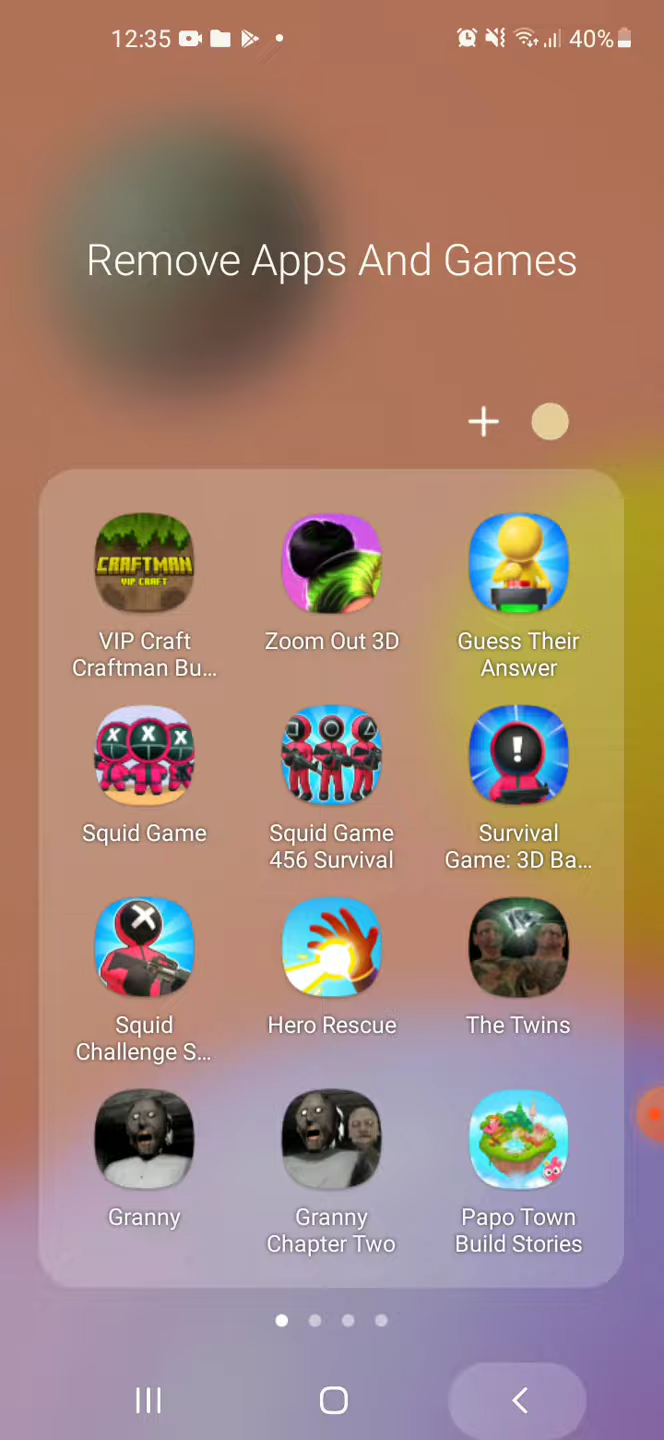 12:35 40%
Remove Apps And Games
CRAFTMAN
VIP CRAFT
VIP Craft
Craftman Bu...
Zoom Out 3D
Guess Their
Answer
Squid Game
Squid Game
456 Survival
Survival
Game: 3D Ba...
Squid
Challenge S...
Hero Rescue
The Twins
Granny
Granny
Chapter Two
Papo Town
Build Stories